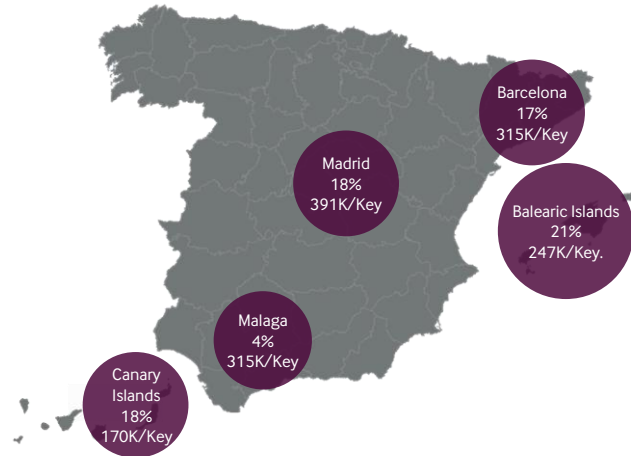 Barcelona
17%
315K/Key
Madrid
18%
391K/Key
Balearic Islands
21%
247K/Key.
Malaga
4%
315K/Key
Canary
Islands
18%
170K/Key